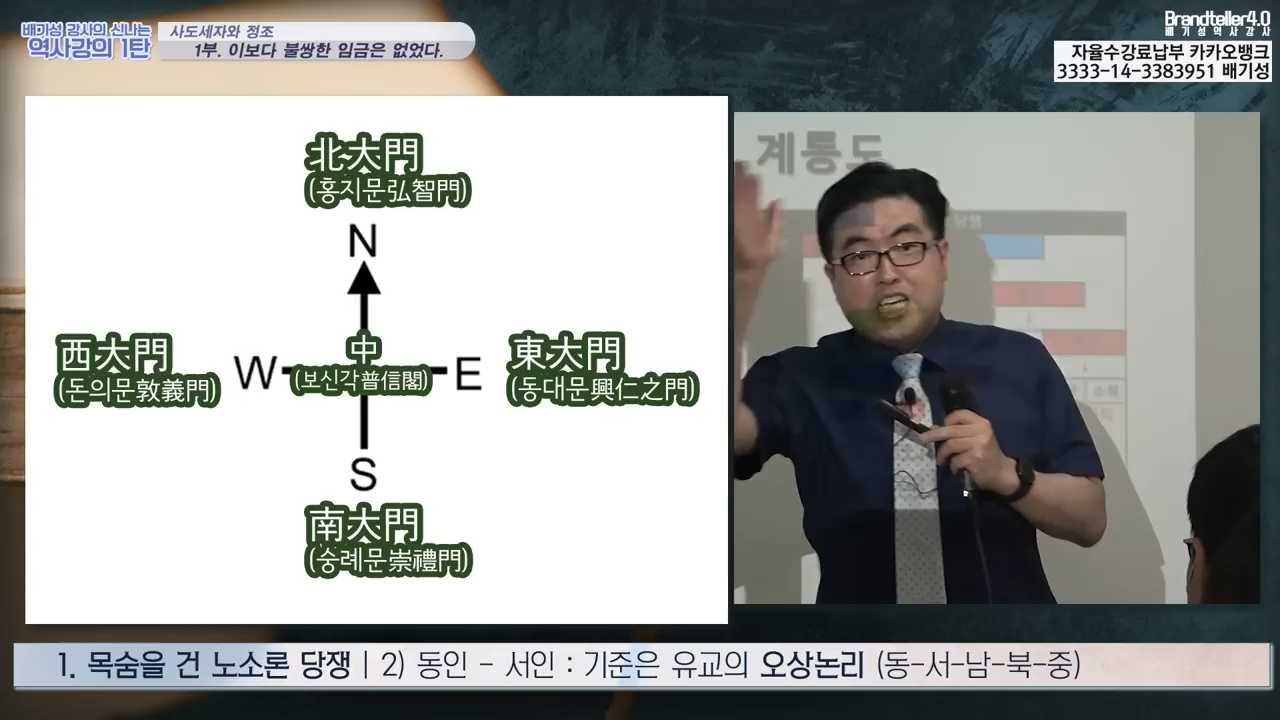 배기성 강사의 신나는
역사강의 1탄
사도세자와 정조
1부. 이보다 불쌍한 임금은 없었다.
Brandteller4.0
배기성역사강사
자율수강료납부 카카오뱅크
3333-14-3383951 배기성
北大門
(홍지문弘智門)
N
西大門
(돈의문敦義門)
W
中
(보신각普信閣)
E
東大門
(동대문興仁之門)
S
南大門
(숭례문崇禮門)
계통도
당쟁
소론
1. 목숨을 건 노소론 당쟁 | 2) 동인 - 서인 : 기준은 유교의 오상논리 (동-서-남-북-중)